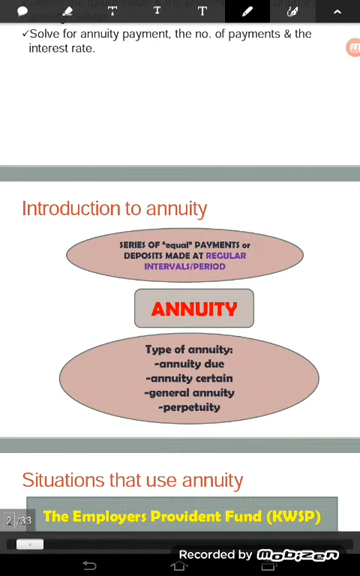 ✓Solve for annuity payment, the no. of payments & the
interest rate.
Introduction to annuity
SERIES OF "equal" PAYMENTS or
DEPOSITS MADE AT REGULAR
INTERVALS/PERIOD
ANNUITY
Type of annuity:
-annuity due
-annuity certain
-general annuity
-perpetuity
Situations that use annuity
2 /33
The Employers Provident Fund (KWSP)
Recorded by mobizen